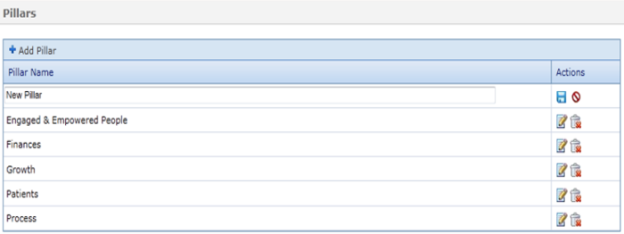 Pillars
Add Pillar
Pillar Name Actions
New Pillar
Engaged & Empowered People
Finances
Growth
Patients
Process